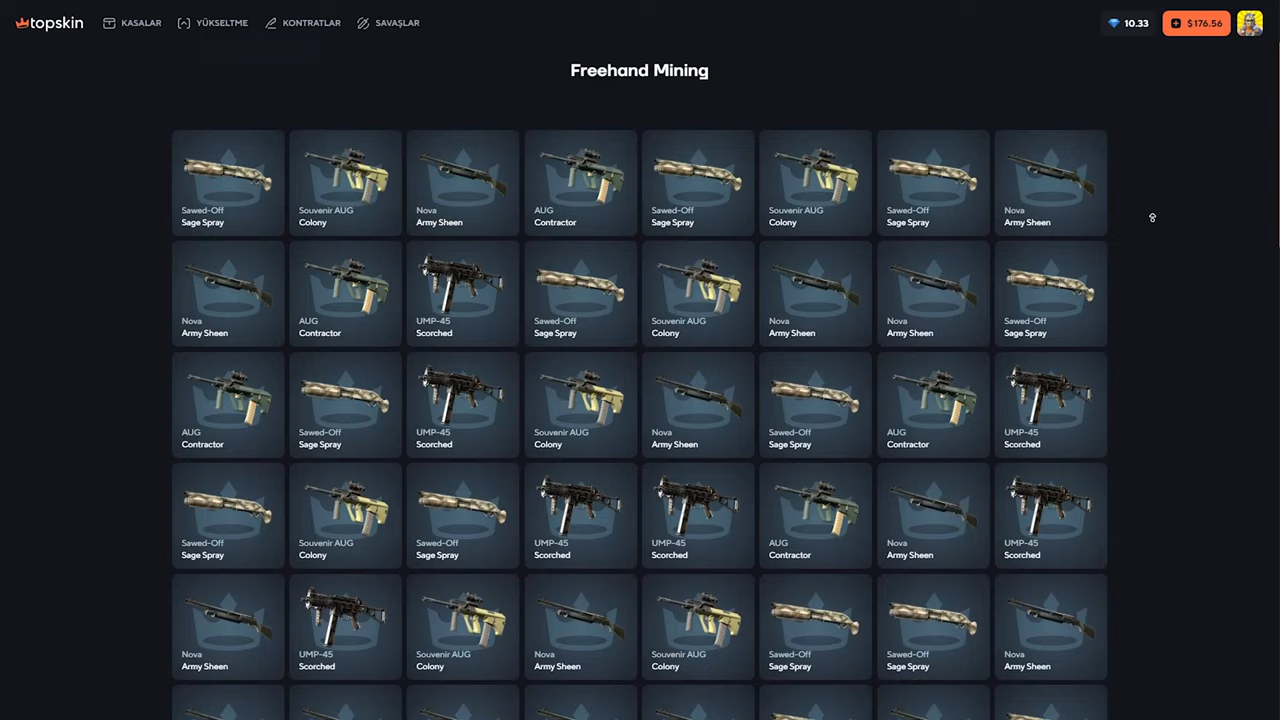 topskin KASALAR YÜKSELTME KONTRATLAR SAVAŞLAR 10.33 $176.56
Freehand Mining
Sawed-Off Souvenir AUG Nova AUG Sawed-Off Souvenir AUG Sawed-Off Nova
Sage Spray Colony Army Sheen Contractor Sage Spray Colony Sage Spray Army Sheen
Nova AUG UMP-45 Sawed-Off Souvenir AUG Nova Nova Sawed-Off
Army Sheen Contractor Scorched Sage Spray Colony Army Sheen Army Sheen Sage Spray
AUG Sawed-Off UMP-45 Souvenir AUG Nova Sawed-Off AUG UMP-45
Contractor Sage Spray Scorched Colony Army Sheen Sage Spray Contractor Scorched
Sawed-Off Souvenir AUG Sawed-Off UMP-45 UMP-45 AUG Nova UMP-45
Sage Spray Colony Sage Spray Scorched Scorched Contractor Army Sheen Scorched
Nova UMP-45 Souvenir AUG Nova Souvenir AUG Sawed-Off Sawed-Off Nova
Army Sheen Scorched Colony Army Sheen Colony Sage Spray Sage Spray Army Sheen